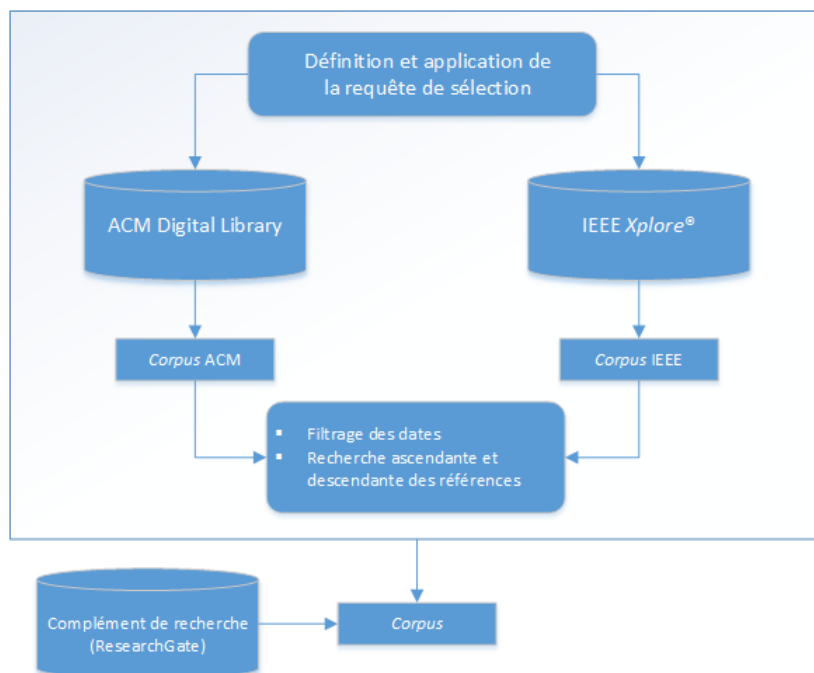 Définition et application de
la requête de sélection
ACM Digital Library
IEEE Xplore®
Corpus ACM
Corpus IEEE
▪ Filtrage des dates
▪ Recherche ascendante et
descendante des références
Complément de recherche
(ResearchGate)
Corpus